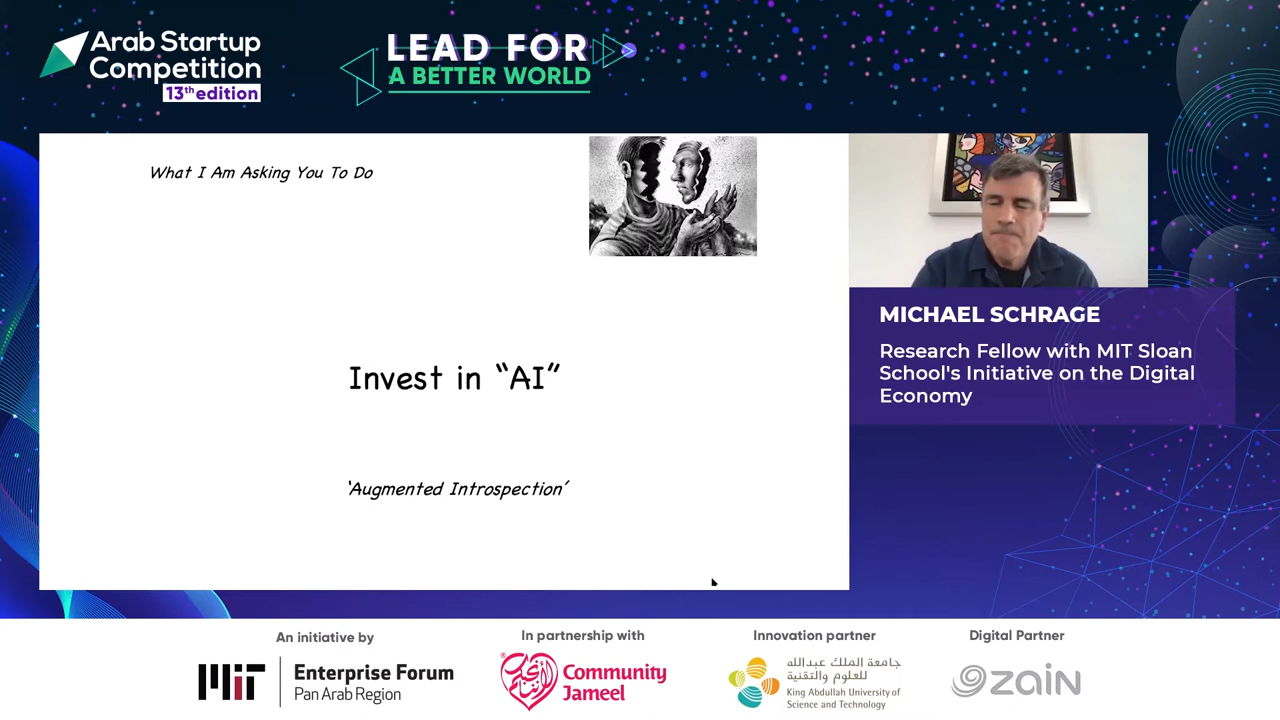 Arab Startup
Competition
13th edition
LEAD FOR
A BETTER WORLD
What I Am Asking You To Do
Invest in “AI”
‘Augmented Introspection’
MICHAEL SCHRAGE
Research Fellow with MIT Sloan
School's Initiative on the Digital
Economy
An initiative by
MiT
Enterprise Forum
Pan Arab Region
In partnership with
Community
Jameel
Innovation partner
جامعة الملك عبدالله
للعلوم والتقنية
King Abdullah University of
Science and Technology
Digital Partner
zain